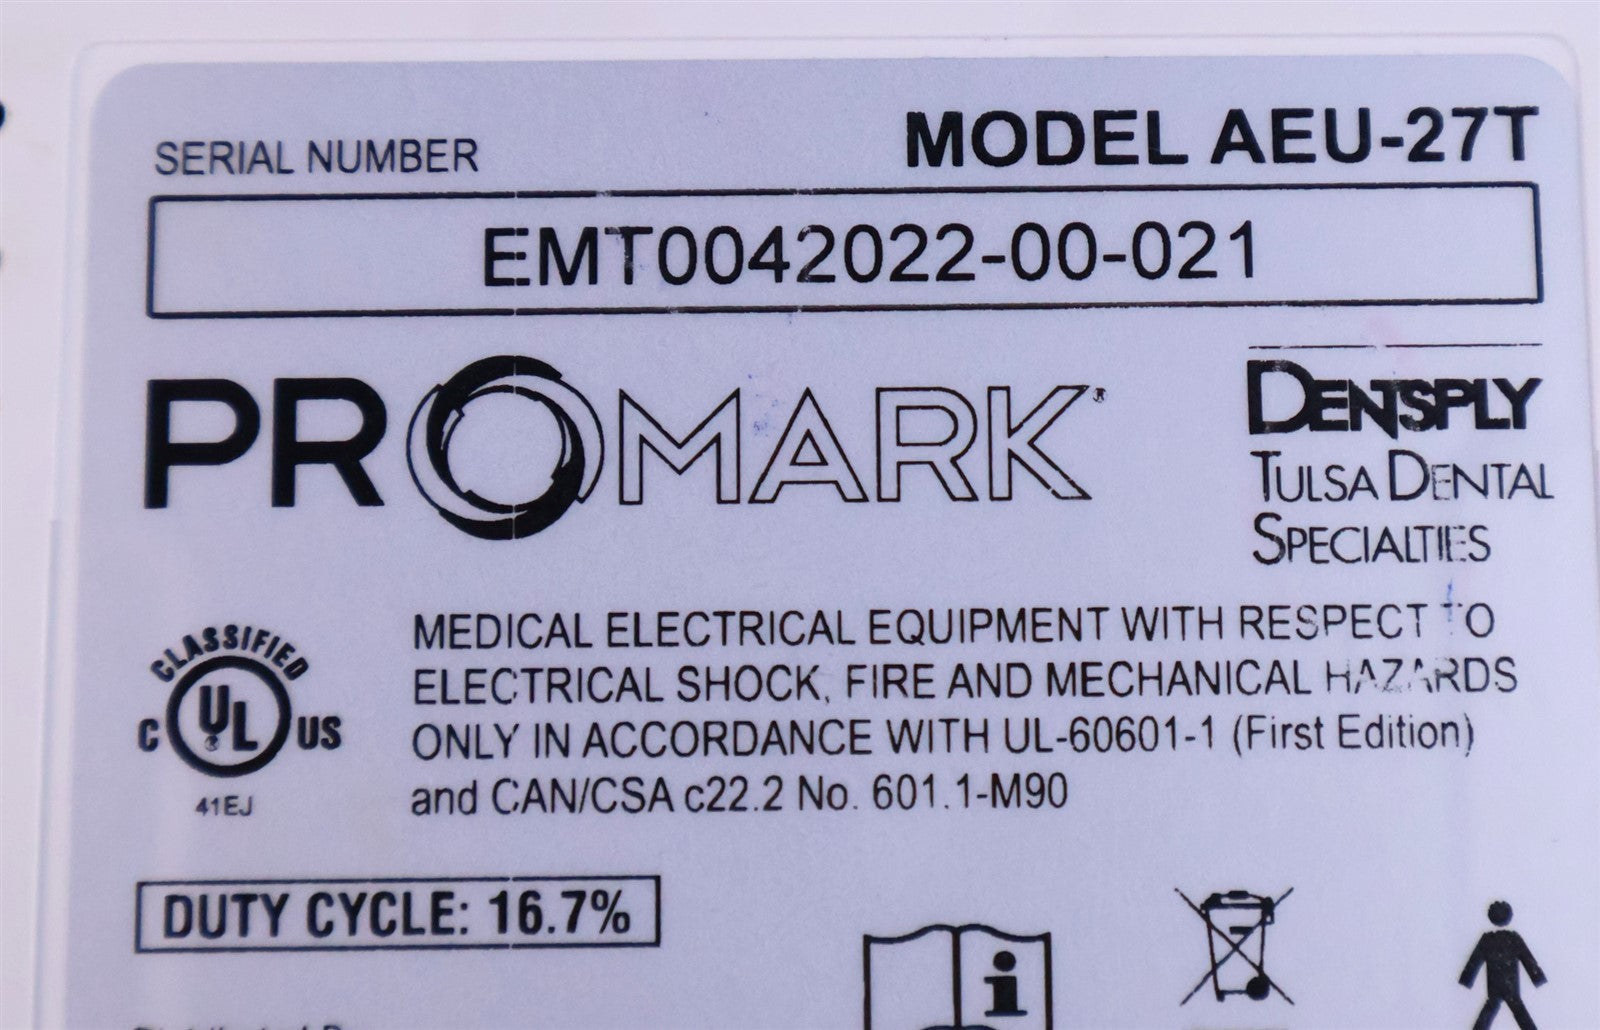 SERIAL NUMBER
MODEL AEU-27T
EMT0042022-00-021
PROMARK®
DENTSPLY
TULSA DENTAL
SPECIALTIES
CLASSIFIED
C UL® US
41EJ
MEDICAL ELECTRICAL EQUIPMENT WITH RESPECT TO
ELECTRICAL SHOCK, FIRE AND MECHANICAL HAZARDS
ONLY IN ACCORDANCE WITH UL-60601-1 (First Edition)
and CAN/CSA c22.2 No. 601.1-M90
DUTY CYCLE: 16.7%